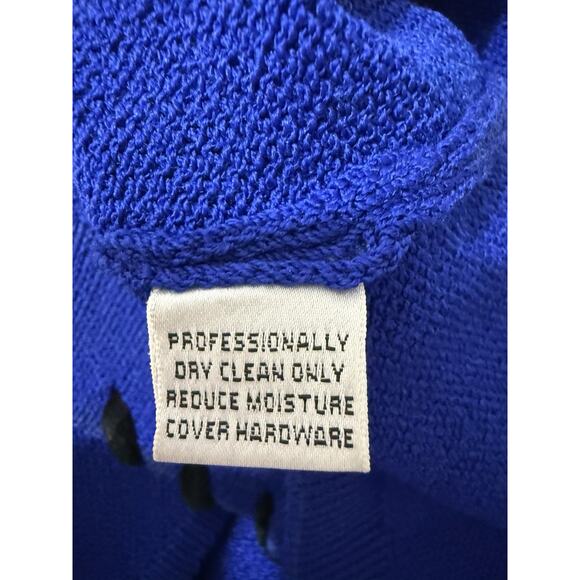 PROFESSIONALLY
DRY CLEAN ONLY
REDUCE MOISTURE
COVER HARDWARE